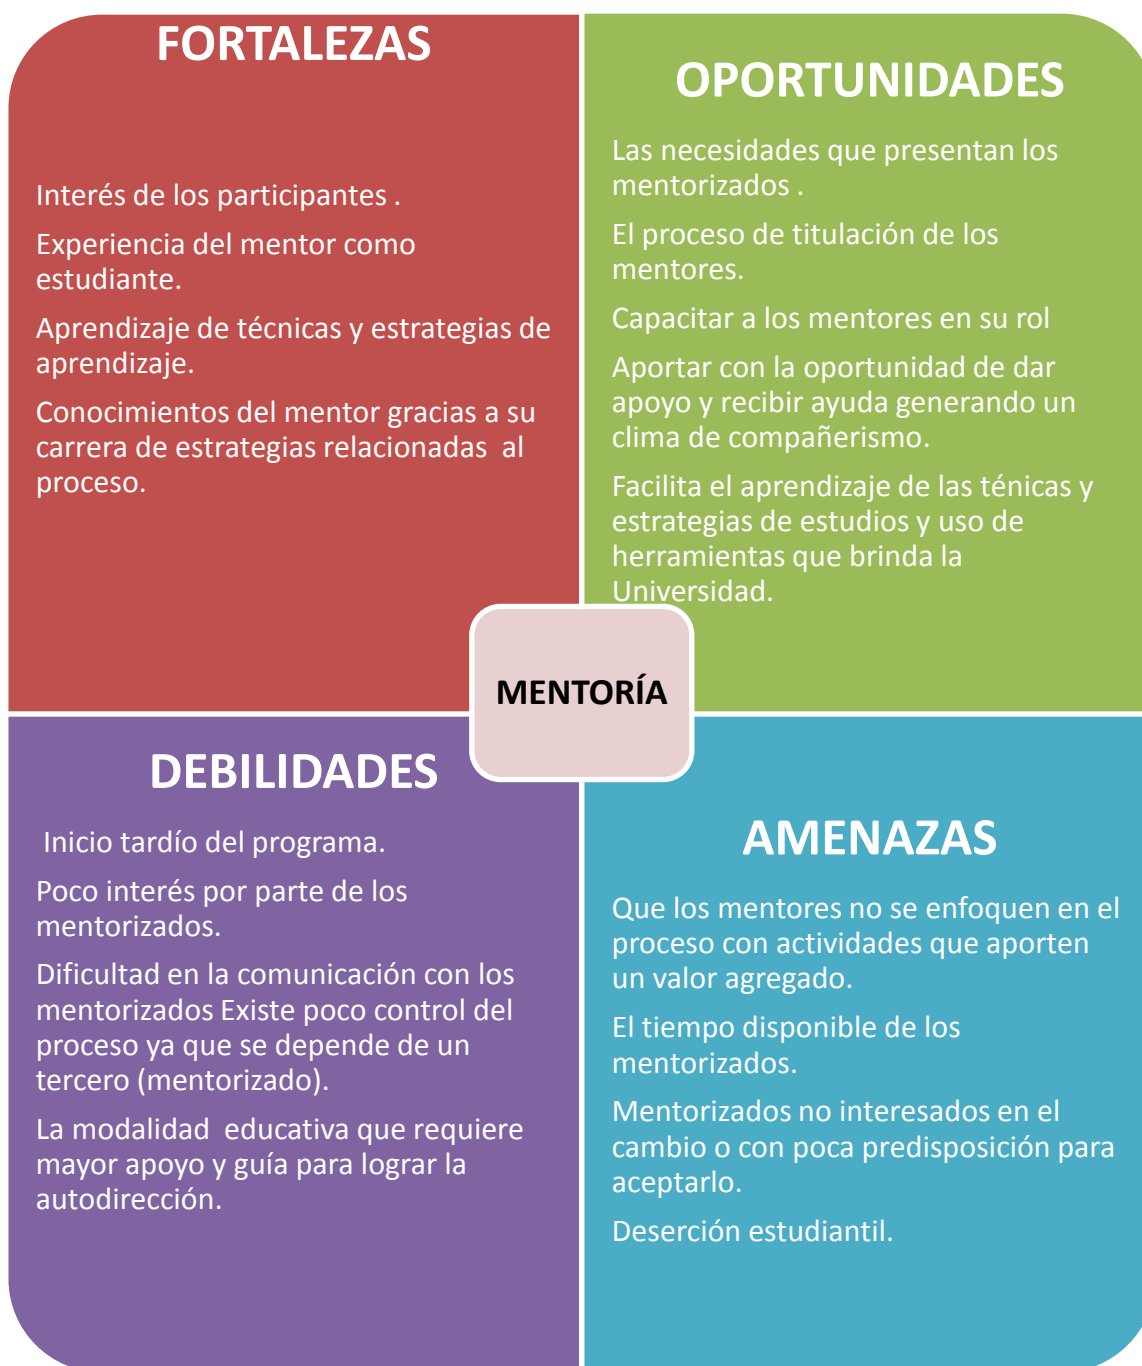 FORTALEZAS
Interés de los participantes .
Experiencia del mentor como
estudiante.
Aprendizaje de técnicas y estrategias de
aprendizaje.
Conocimientos del mentor gracias a su
carrera de estrategias relacionadas  al
proceso.
OPORTUNIDADES
Las necesidades que presentan los
mentorizados .
El proceso de titulación de los
mentores.
Capacitar a los mentores en su rol
Aportar con la oportunidad de dar
apoyo y recibir ayuda generando un
clima de compañerismo.
Facilita el aprendizaje de las ténicas y
estrategias de estudios y uso de
herramientas que brinda la
Universidad.
MENTORÍA
DEBILIDADES
Inicio tardío del programa.
Poco interés por parte de los
mentorizados.
Dificultad en la comunicación con los
mentorizados Existe poco control del
proceso ya que se depende de un
tercero (mentorizado).
La modalidad  educativa que requiere
mayor apoyo y guía para lograr la
autodirección.
AMENAZAS
Que los mentores no se enfoquen en el
proceso con actividades que aporten
un valor agregado.
El tiempo disponible de los
mentorizados.
Mentorizados no interesados en el
cambio o con poca predisposición para
aceptarlo.
Deserción estudiantil.